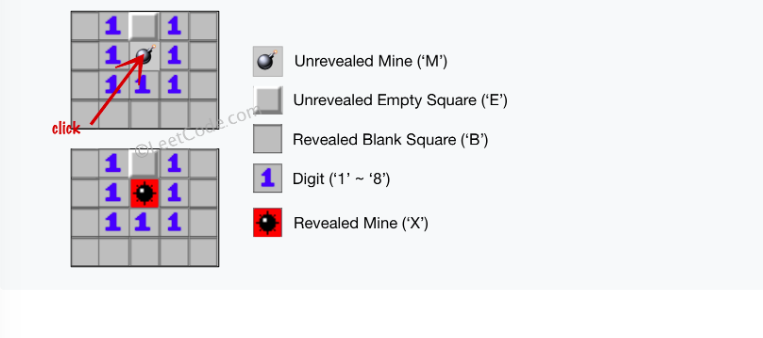 1 1
1 1
1 1 1
click
©LeetCode.com
1 1
1 1
1 1 1
Unrevealed Mine (‘M’)
Unrevealed Empty Square (‘E’)
Revealed Blank Square (‘B’)
1 Digit (‘1’ ~ ‘8’)
Revealed Mine (‘X’)